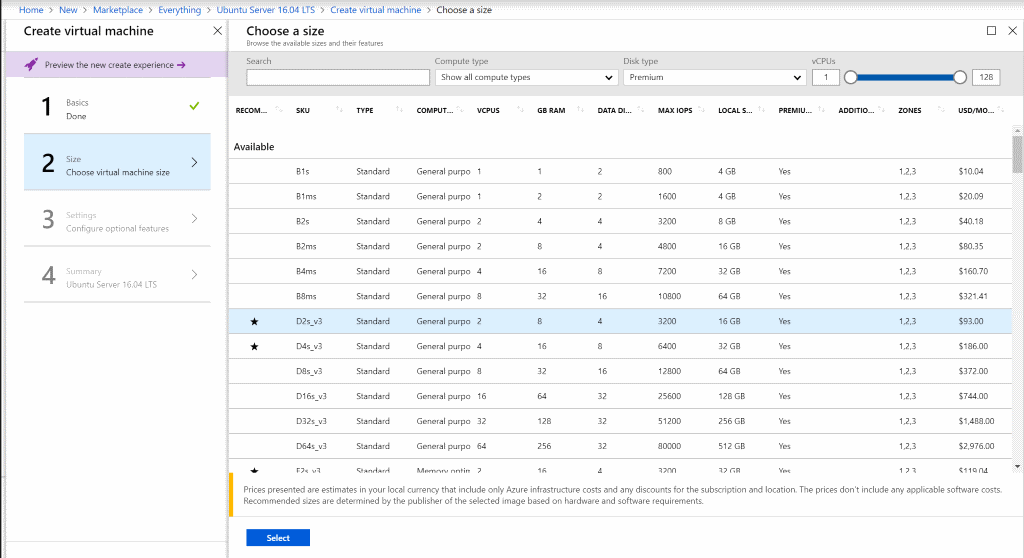 Home > New > Marketplace > Everything > Ubuntu Server 16.04 LTS > Create virtual machine > Choose a size
Create virtual machine
Preview the new create experience →
1 Basics
Done
2 Size
Choose virtual machine size
3 Settings
Configure optional features
4 Summary
Ubuntu Server 16.04 LTS
Choose a size
Browse the available sizes and their features
Search Compute type Disk type vCPUs
Show all compute types Premium 1 128
RECOM... SKU TYPE COMPUT... VCPUS GB RAM DATA DI... MAX IOPS LOCAL S... PREMIU... ADDITIO... ZONES USD/MO...
Available
B1s Standard General purpo 1 1 2 800 4 GB Yes 1,2,3 $10.04
B1ms Standard General purpo 1 2 2 1600 4 GB Yes 1,2,3 $20.09
B2s Standard General purpo 2 4 4 3200 8 GB Yes 1,2,3 $40.18
B2ms Standard General purpo 2 8 4 4800 16 GB Yes 1,2,3 $80.35
B4ms Standard General purpo 4 16 8 7200 32 GB Yes 1,2,3 $160.70
B8ms Standard General purpo 8 32 16 10800 64 GB Yes 1,2,3 $321.41
★ D2s_v3 Standard General purpo 2 8 4 3200 16 GB Yes 1,2,3 $93.00
★ D4s_v3 Standard General purpo 4 16 8 6400 32 GB Yes 1,2,3 $186.00
D8s_v3 Standard General purpo 8 32 16 12800 64 GB Yes 1,2,3 $372.00
D16s_v3 Standard General purpo 16 64 32 25600 128 GB Yes 1,2,3 $744.00
D32s_v3 Standard General purpo 32 128 32 51200 256 GB Yes 1,2,3 $1,488.00
D64s_v3 Standard General purpo 64 256 32 80000 512 GB Yes 1,2,3 $2,976.00
★ E2s_v3 Standard Memory optim 2 16 4 3200 32 GB Yes 1,2,3 $119.04
Prices presented are estimates in your local currency that include only Azure infrastructure costs and any discounts for the subscription and location. The prices don't include any applicable software costs.
Recommended sizes are determined by the publisher of the selected image based on hardware and software requirements.
Select